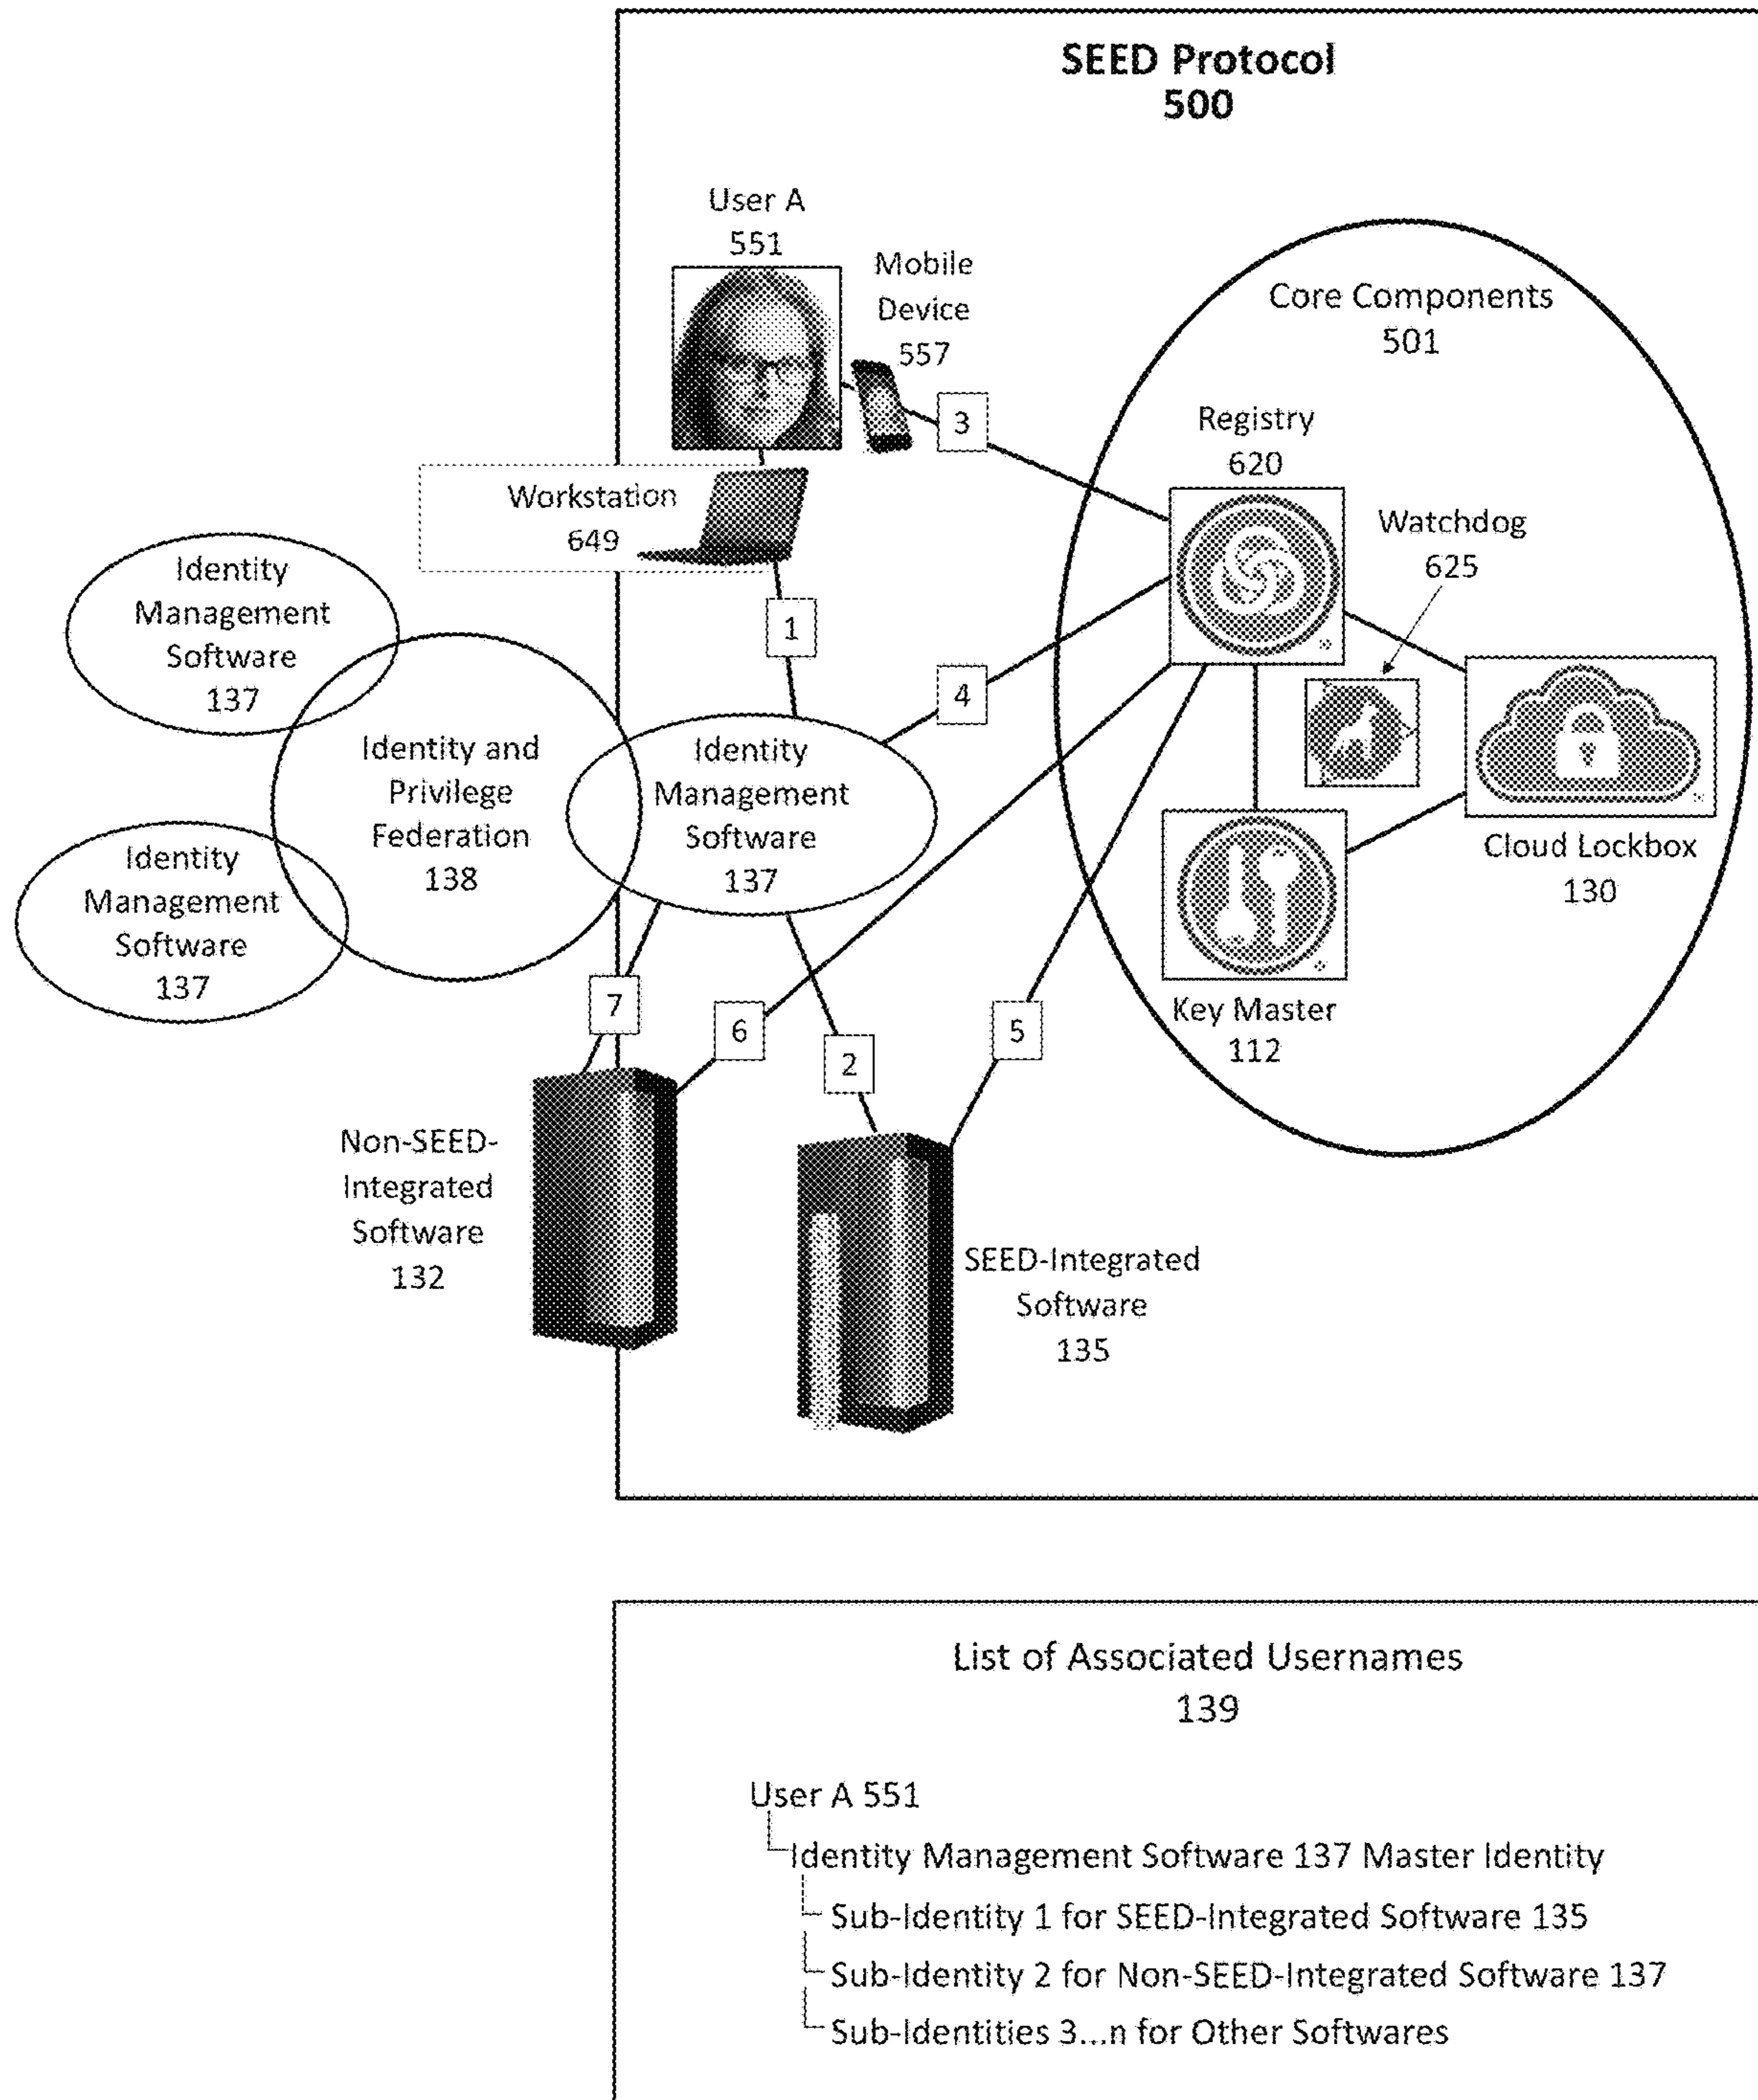 SEED Protocol
500
User A
551
Mobile
Device
557
Core Components
501
3
Registry
620
Workstation
649
Watchdog
625
Identity
Management
Software
137
1
4
Identity and
Privilege
Federation
138
Identity
Management
Software
137
Identity
Management
Software
137
Cloud Lockbox
130
7
6
2
5
Key Master
112
Non-SEED-
Integrated
Software
132
SEED-Integrated
Software
135
List of Associated Usernames
139
User A 551
Identity Management Software 137 Master Identity
Sub-Identity 1 for SEED-Integrated Software 135
Sub-Identity 2 for Non-SEED-Integrated Software 137
Sub-Identities 3...n for Other Softwares